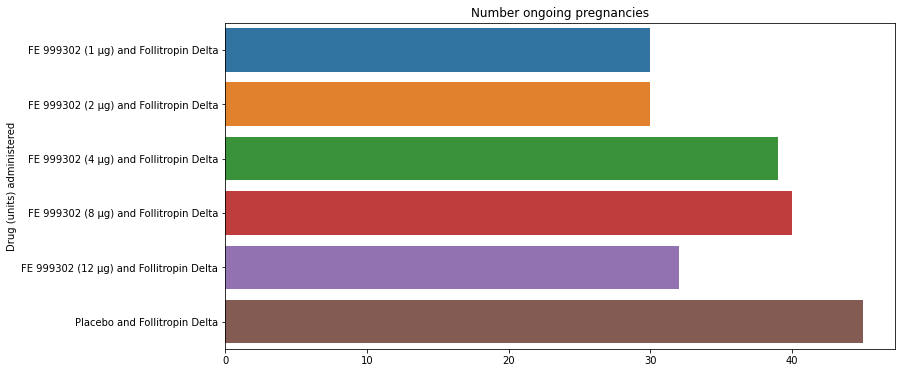 Number ongoing pregnancies
Drug (units) administered
FE 999302 (1 µg) and Follitropin Delta
FE 999302 (2 µg) and Follitropin Delta
FE 999302 (4 µg) and Follitropin Delta
FE 999302 (8 µg) and Follitropin Delta
FE 999302 (12 µg) and Follitropin Delta
Placebo and Follitropin Delta
0 10 20 30 40